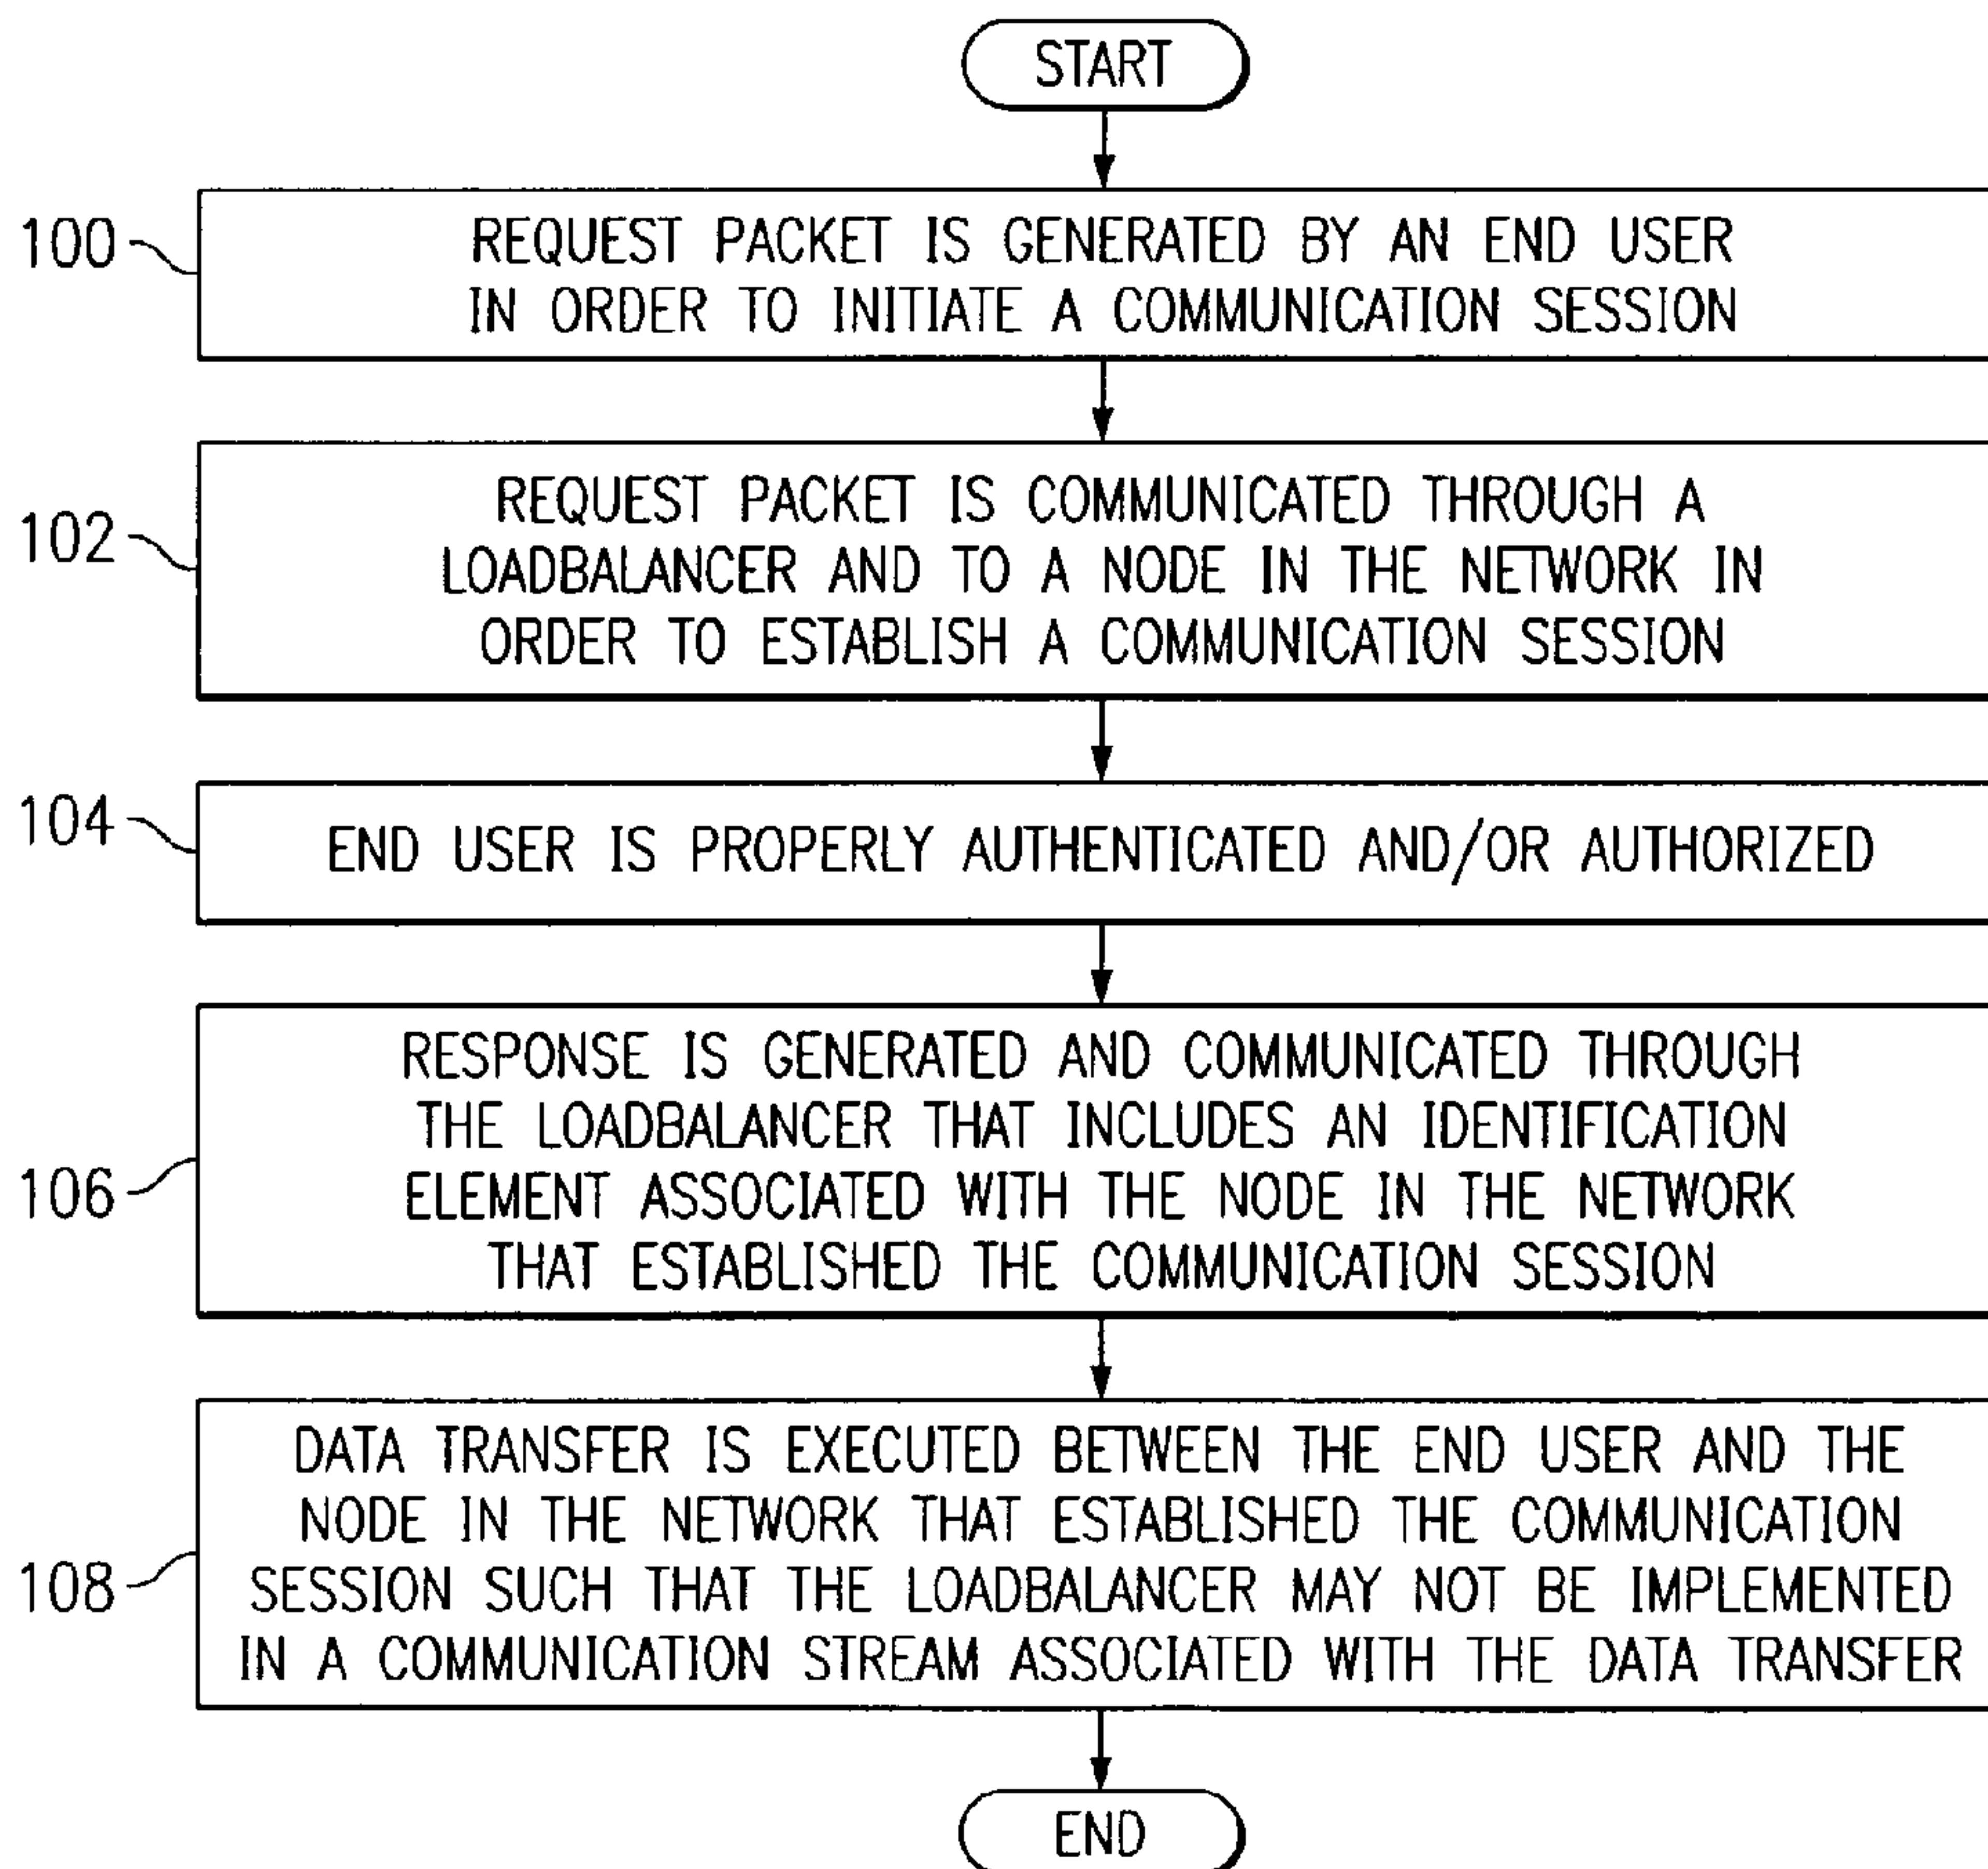 START
100
REQUEST PACKET IS GENERATED BY AN END USER
IN ORDER TO INITIATE A COMMUNICATION SESSION
102
REQUEST PACKET IS COMMUNICATED THROUGH A
LOADBALANCER AND TO A NODE IN THE NETWORK IN
ORDER TO ESTABLISH A COMMUNICATION SESSION
104
END USER IS PROPERLY AUTHENTICATED AND/OR AUTHORIZED
106
RESPONSE IS GENERATED AND COMMUNICATED THROUGH
THE LOADBALANCER THAT INCLUDES AN IDENTIFICATION
ELEMENT ASSOCIATED WITH THE NODE IN THE NETWORK
THAT ESTABLISHED THE COMMUNICATION SESSION
108
DATA TRANSFER IS EXECUTED BETWEEN THE END USER AND THE
NODE IN THE NETWORK THAT ESTABLISHED THE COMMUNICATION
SESSION SUCH THAT THE LOADBALANCER MAY NOT BE IMPLEMENTED
IN A COMMUNICATION STREAM ASSOCIATED WITH THE DATA TRANSFER
END